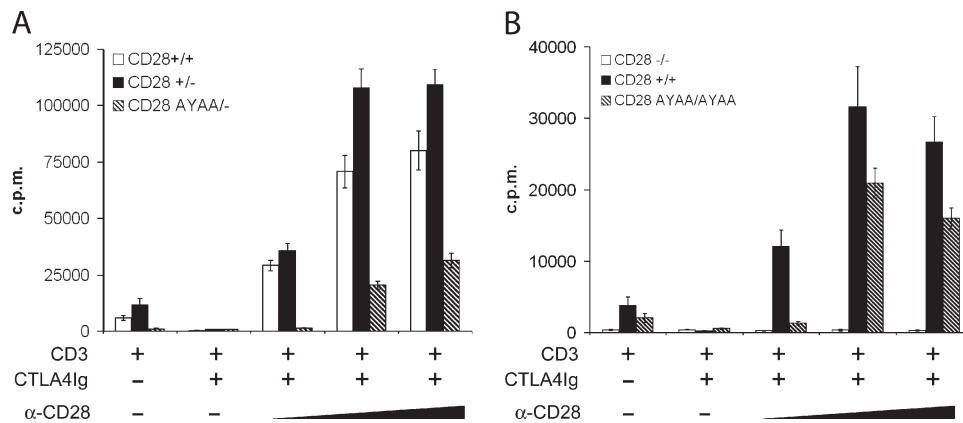 A
125000
100000
75000
50000
25000
0
c.p.m.
CD28+/+
CD28 +/-
CD28 AYAA/-
CD3 + + + + +
CTLA4Ig – + + + +
α-CD28 – –
B
40000
30000
20000
10000
0
c.p.m.
CD28 -/-
CD28 +/+
CD28 AYAA/AYAA
CD3 + + + + +
CTLA4Ig – + + + +
α-CD28 – –